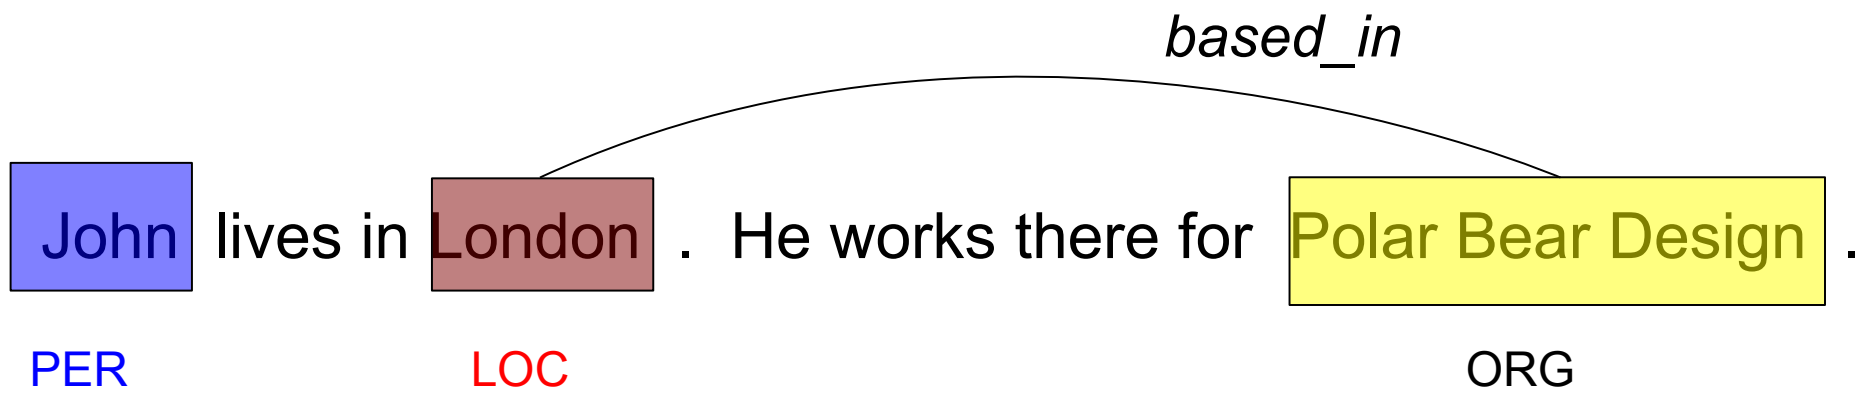 based_in
John lives in London . He works there for Polar Bear Design .
PER LOC ORG